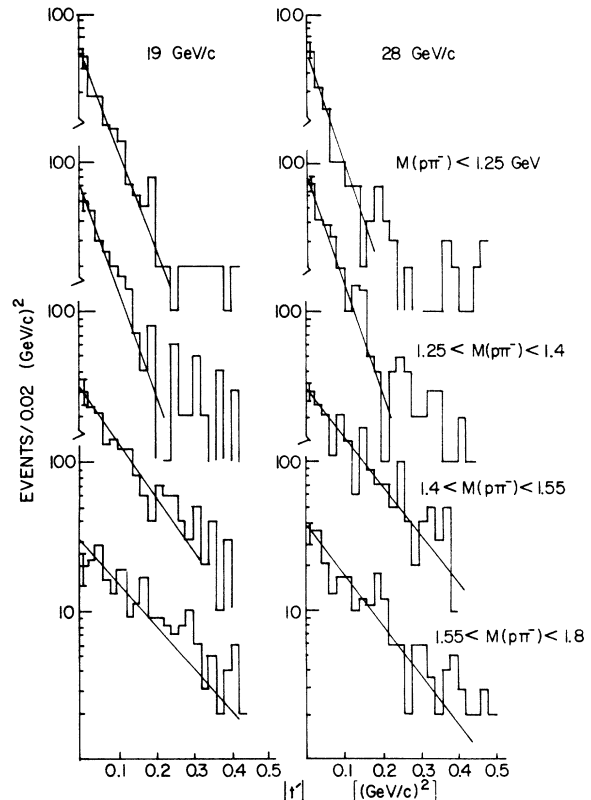 19 GeV/c
28 GeV/c
100
100
100
100
10
100
100
100
100
10
M(pπ⁻) < 1.25 GeV
1.25 < M(pπ⁻) < 1.4
1.4 < M(pπ⁻) < 1.55
1.55 < M(pπ⁻) < 1.8
EVENTS / 0.02 (GeV/c)²
0.1 0.2 0.3 0.4 0.5
0.1 0.2 0.3 0.4 0.5
|t'| [(GeV/c)²]